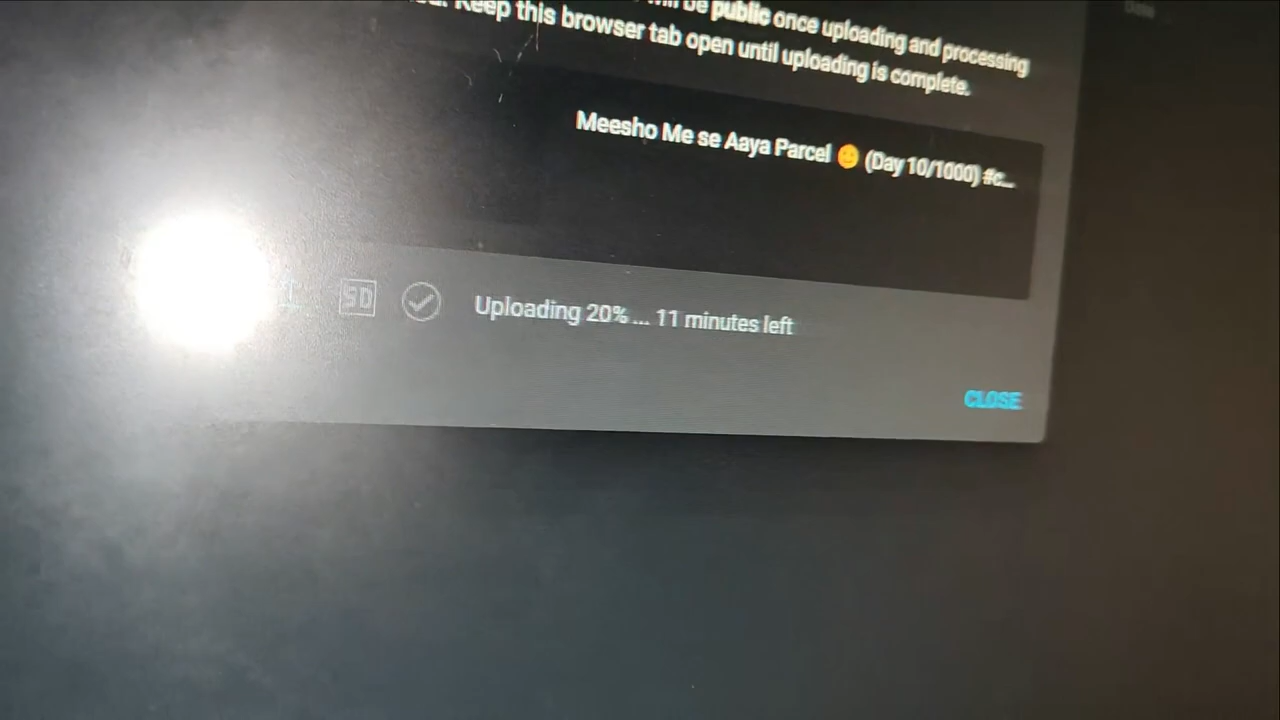 be public once uploading and processing
Keep this browser tab open until uploading is complete.
Meesho Me se Aaya Parcel 🙂 (Day 10/1000) #c...
SD
Uploading 20% ... 11 minutes left
CLOSE